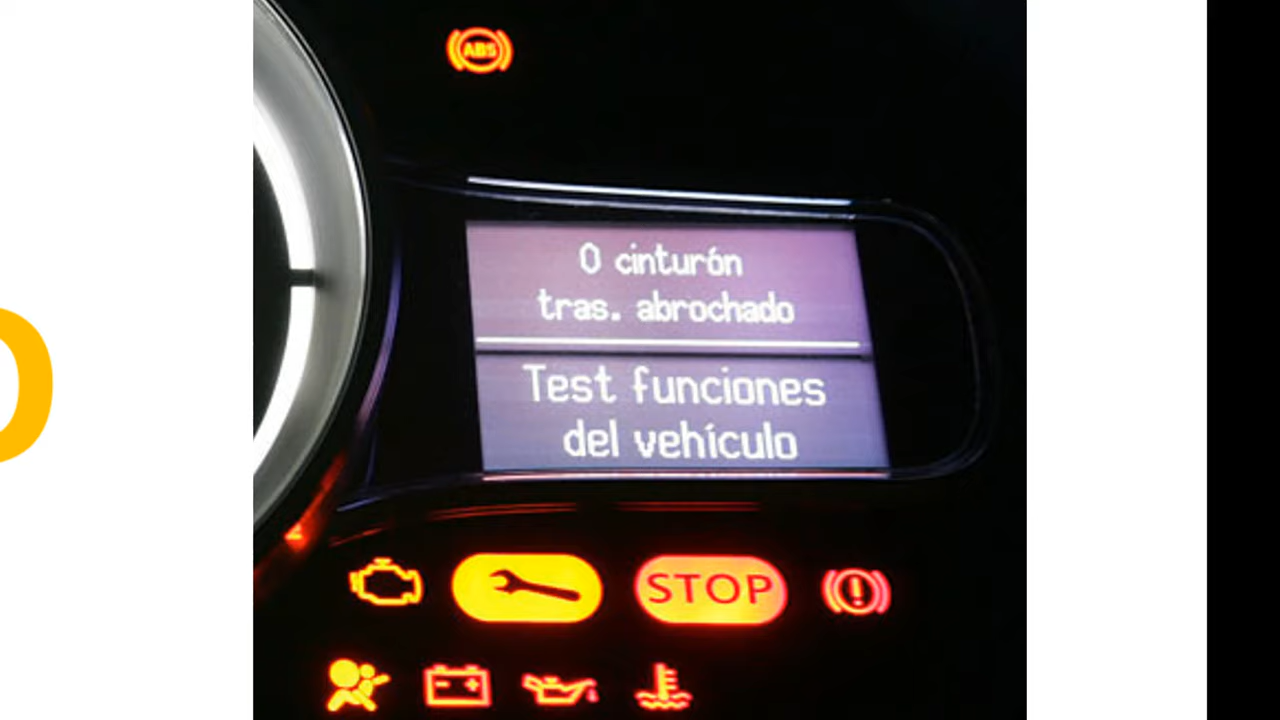 ABS
0 cinturón
tras. abrochado
Test funciones
del vehículo
STOP